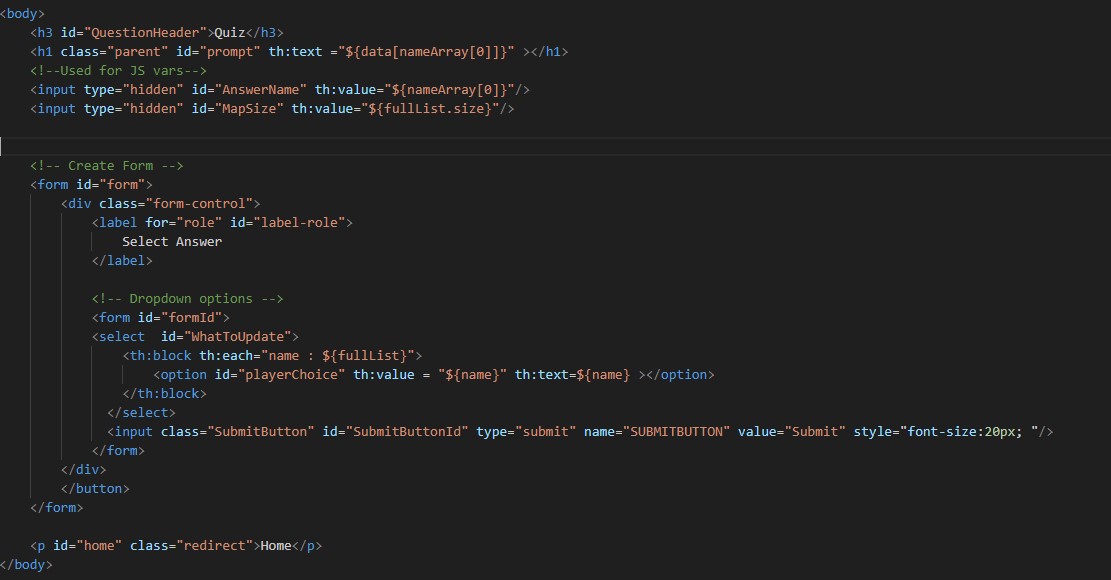 <body>
<h3 id="QuestionHeader">Quiz</h3>
<h1 class="parent" id="prompt" th:text ="${data[nameArray[0]]}" ></h1>
<!--Used for JS vars-->
<input type="hidden" id="AnswerName" th:value="${nameArray[0]}"/>
<input type="hidden" id="MapSize" th:value="${fullList.size}"/>
<!-- Create Form -->
<form id="form">
<div class="form-control">
<label for="role" id="label-role">
Select Answer
</label>
<!-- Dropdown options -->
<form id="formId">
<select  id="WhatToUpdate">
<th:block th:each="name : ${fullList}">
<option id="playerChoice" th:value = "${name}" th:text=${name} ></option>
</th:block>
</select>
<input class="SubmitButton" id="SubmitButtonId" type="submit" name="SUBMITBUTTON" value="Submit" style="font-size:20px; "/>
</form>
</div>
</button>
</form>
<p id="home" class="redirect">Home</p>
</body>